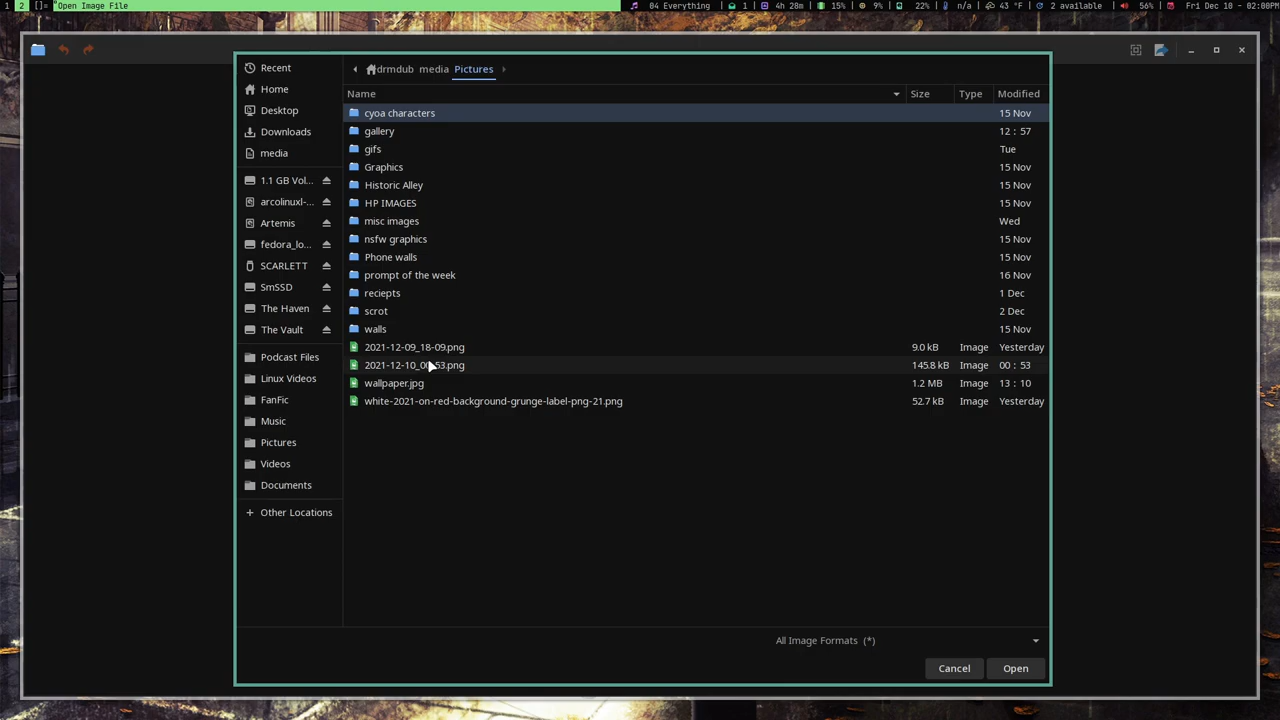 1 2 []= Open Image File 04 Everything 1 4h 28m 15% 9% 22% n/a 43 °F 2 available 56% Fri Dec 10 - 02:00PM
drmdub media Pictures
Recent
Home
Desktop
Downloads
media
1.1 GB Vol...
arcolinuxl-...
Artemis
fedora_lo...
SCARLETT
SmSSD
The Haven
The Vault
Podcast Files
Linux Videos
FanFic
Music
Pictures
Videos
Documents
+ Other Locations
Name Size Type Modified
cyoa characters 15 Nov
gallery 12 : 57
gifs Tue
Graphics 15 Nov
Historic Alley 15 Nov
HP IMAGES 15 Nov
misc images Wed
nsfw graphics 15 Nov
Phone walls 15 Nov
prompt of the week 16 Nov
reciepts 1 Dec
scrot 2 Dec
walls 15 Nov
2021-12-09_18-09.png 9.0 kB Image Yesterday
145.8 kB Image 00 : 53
wallpaper.jpg 1.2 MB Image 13 : 10
white-2021-on-red-background-grunge-label-png-21.png 52.7 kB Image Yesterday
All Image Formats (*)
Cancel Open